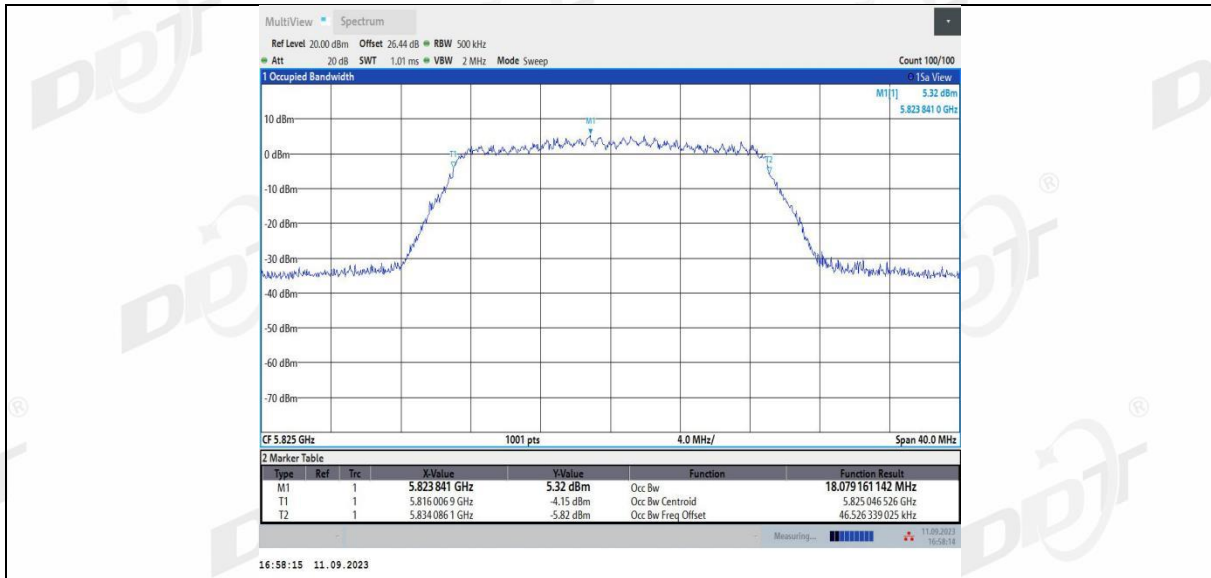 MultiView Spectrum
Ref Level 20.00 dBm Offset 26.44 dB RBW 500 kHz
Att 20 dB SWT 1.01 ms VBW 2 MHz Mode Sweep Count 100/100
1 Occupied Bandwidth 1Sa View
M1[1] 5.32 dBm
5.823 841 0 GHz
10 dBm
M1
0 dBm
T1
T2
-10 dBm
-20 dBm
-30 dBm
-40 dBm
-50 dBm
-60 dBm
-70 dBm
CF 5.825 GHz 1001 pts 4.0 MHz/ Span 40.0 MHz
2 Marker Table
Type Ref Trc X-Value Y-Value Function Function Result
M1 1 5.823 841 GHz 5.32 dBm Occ Bw 18.079 161 142 MHz
T1 1 5.816 006 9 GHz -4.15 dBm Occ Bw Centroid 5.825 046 526 GHz
T2 1 5.834 086 1 GHz -5.82 dBm Occ Bw Freq Offset 46.526 339 025 kHz
Measuring... 11.09.2023
16:58:14
16:58:15 11.09.2023
DDT
DDT
DDT
DDT
®
®
®